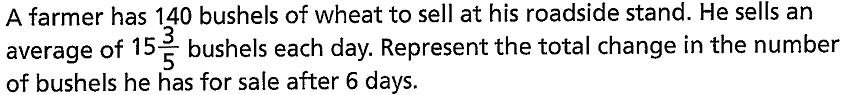 A farmer has 140 bushels of wheat to sell at his roadside stand. He sells an
average of 15 3/5 bushels each day. Represent the total change in the number
of bushels he has for sale after 6 days.